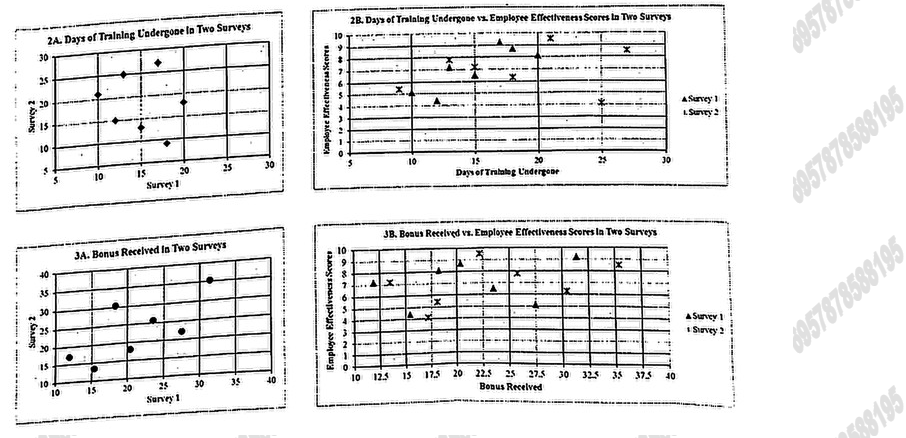 2A. Days of Training Undergone in Two Surveys
30
25
20
15
10
5
Survey 2
5 10 15 20 25 30
Survey 1
2B. Days of Training Undergone vs. Employee Effectiveness Scores in Two Surveys
10
9
8
7
6
5
4
3
2
1
0
Employee Effectiveness Scores
5 10 15 20 25 30
Days of Training Undergone
Survey 1
Survey 2
3A. Bonus Received in Two Surveys
40
35
30
25
20
15
10
Survey 2
10 15 20 25 30 35 40
Survey 1
3B. Bonus Received vs. Employee Effectiveness Scores in Two Surveys
10
9
8
7
6
5
4
3
2
1
0
Employee Effectiveness Scores
10 12.5 15 17.5 20 22.5 25 27.5 30 32.5 35 37.5 40
Bonus Received
Survey 1
Survey 2
6957878588195
6957878588195